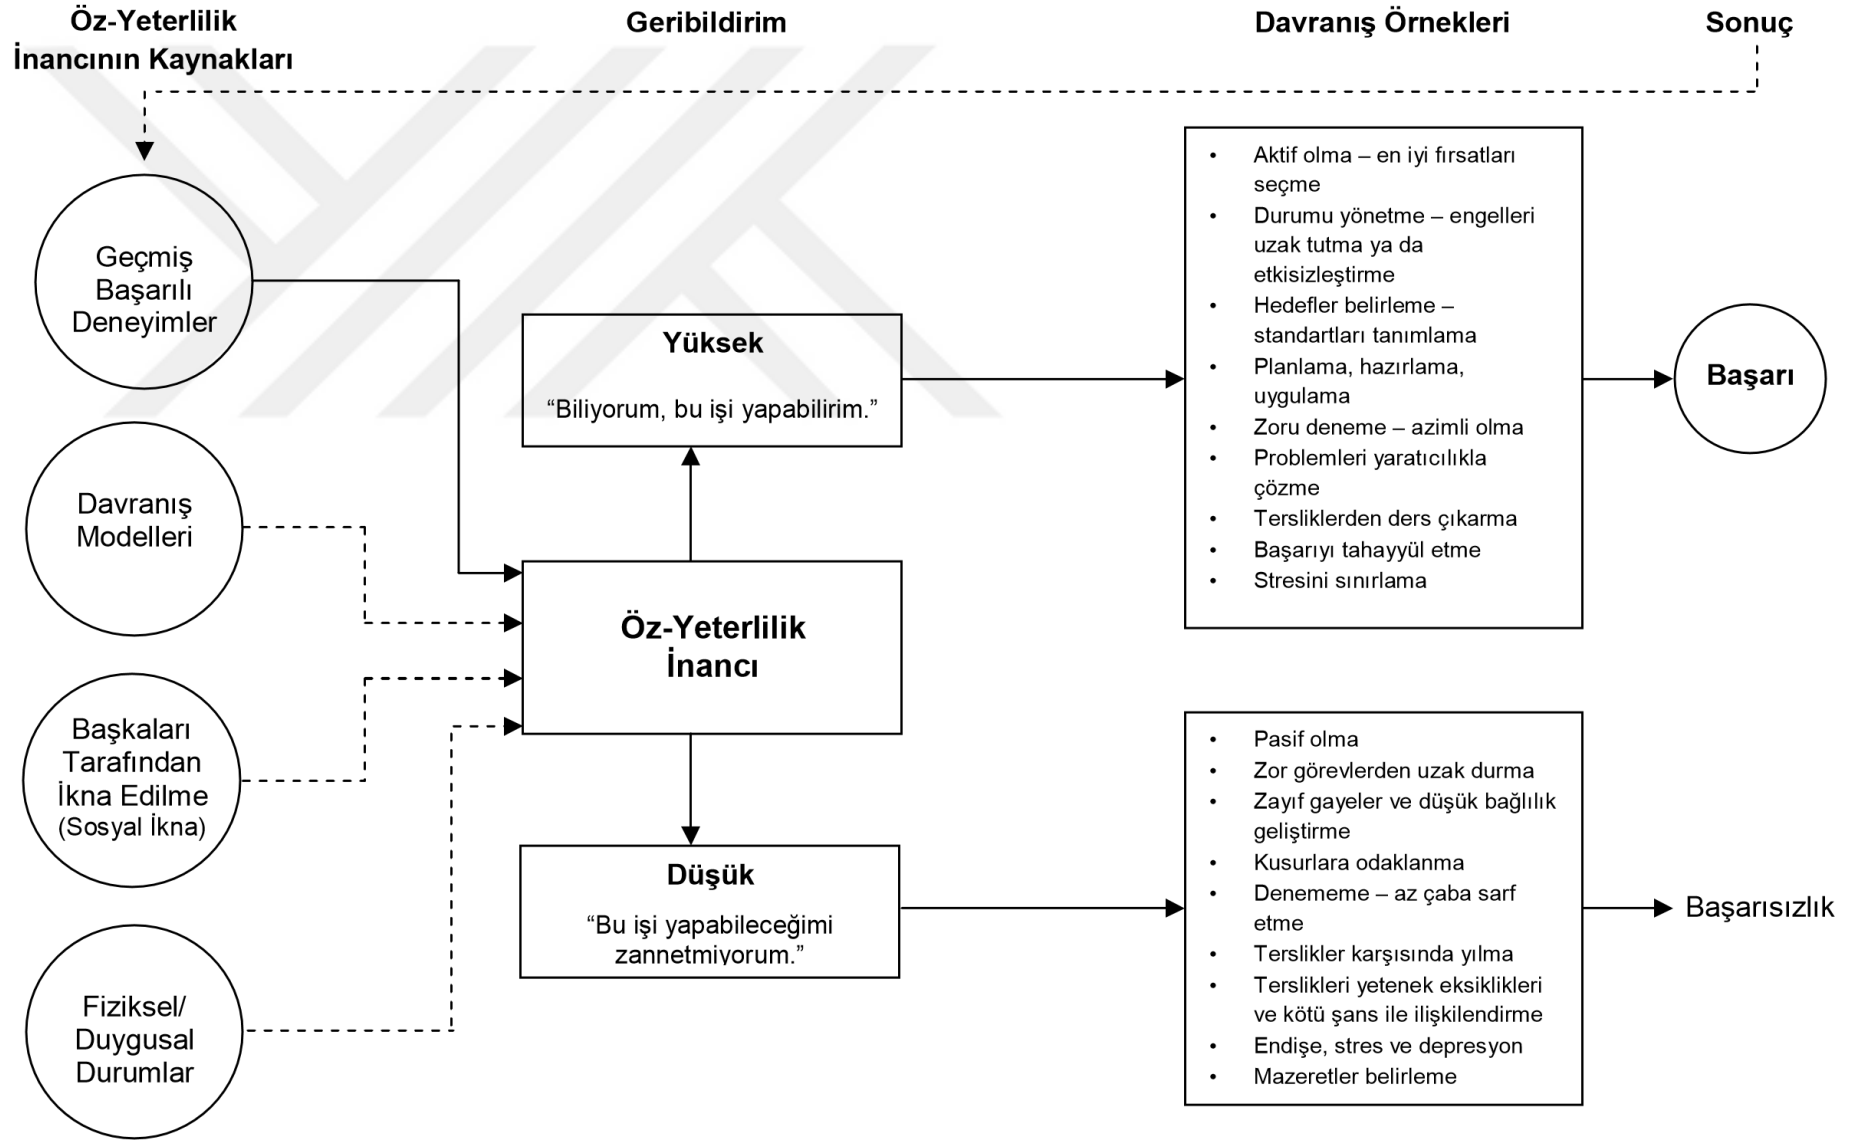 Öz-Yeterlilik
İnancının Kaynakları
Geribildirim
Davranış Örnekleri
Sonuç
Geçmiş
Başarılı
Deneyimler
Davranış
Modelleri
Başkaları
Tarafından
İkna Edilme
(Sosyal İkna)
Fiziksel/
Duygusal
Durumlar
Yüksek
“Biliyorum, bu işi yapabilirim.”
Öz-Yeterlilik
İnancı
Düşük
“Bu işi yapabileceğimi
zannetmiyorum.”
• Aktif olma – en iyi fırsatları
seçme
• Durumu yönetme – engelleri
uzak tutma ya da
etkisizleştirme
• Hedefler belirleme –
standartları tanımlama
• Planlama, hazırlama,
uygulama
• Zoru deneme – azimli olma
• Problemleri yaratıcılıkla
çözme
• Tersliklerden ders çıkarma
• Başarıyı tahayyül etme
• Stresini sınırlama
• Pasif olma
• Zor görevlerden uzak durma
• Zayıf gayeler ve düşük bağlılık
geliştirme
• Kusurlara odaklanma
• Denememe – az çaba sarf
etme
• Terslikler karşısında yılma
• Terslikleri yetenek eksiklikleri
ve kötü şans ile ilişkilendirme
• Endişe, stres ve depresyon
• Mazeretler belirleme
Başarı
Başarısızlık